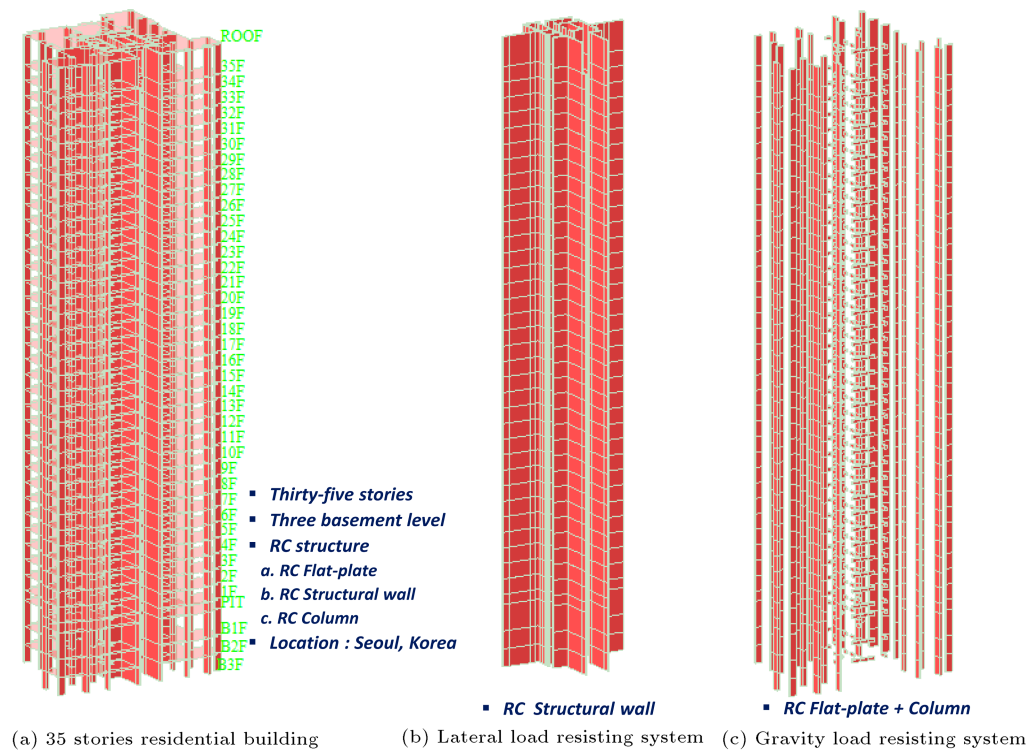 ROOF
35F
34F
33F
32F
31F
30F
29F
28F
27F
26F
25F
24F
23F
22F
21F
20F
19F
18F
17F
16F
15F
14F
13F
12F
11F
10F
9F
8F
7F
6F
5F
4F
3F
2F
1F
PIT
B1F
B2F
B3F
▪ Thirty-five stories
▪ Three basement level
▪ RC structure
a. RC Flat-plate
b. RC Structural wall
c. RC Column
▪ Location : Seoul, Korea
(a) 35 stories residential building
▪ RC Structural wall
(b) Lateral load resisting system
▪ RC Flat-plate + Column
(c) Gravity load resisting system